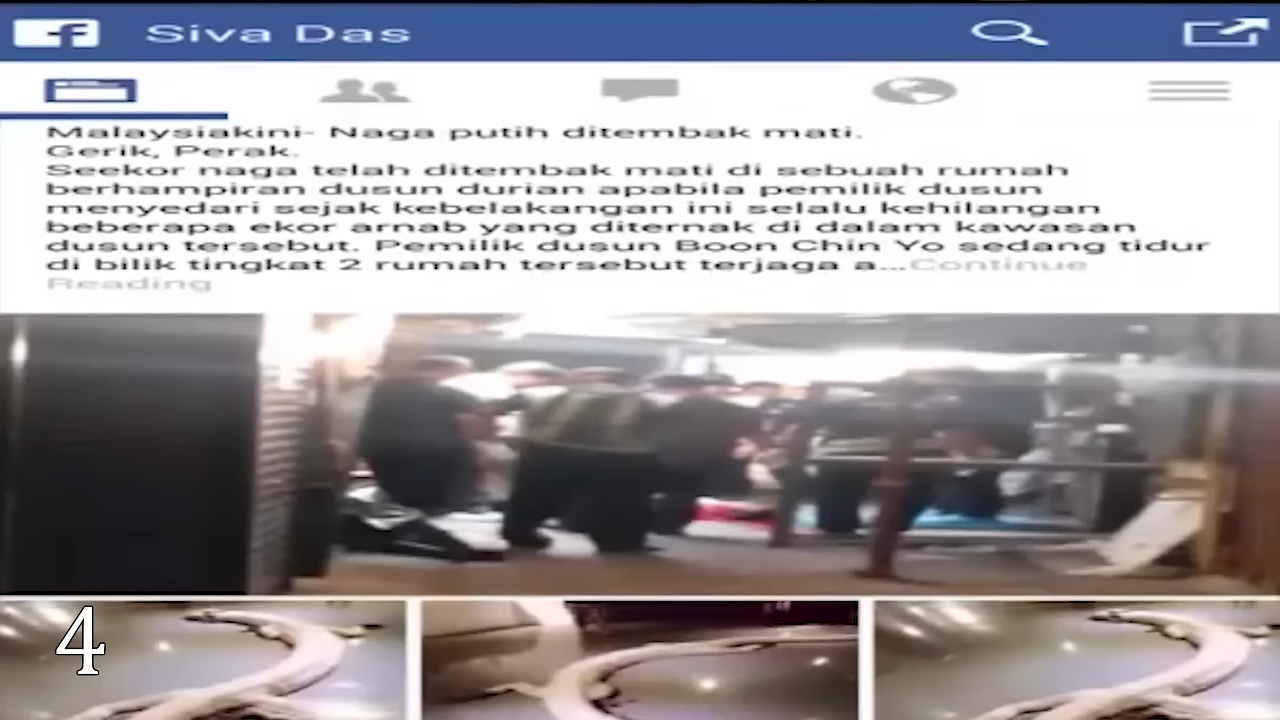 Siva Das
Malaysiakini- Naga putih ditembak mati.
Gerik, Perak.
Seekor naga telah ditembak mati di sebuah rumah
berhampiran dusun durian apabila pemilik dusun
menyedari sejak kebelakangan ini selalu kehilangan
beberapa ekor arnab yang diternak di dalam kawasan
dusun tersebut. Pemilik dusun Boon Chin Yo sedang tidur
di bilik tingkat 2 rumah tersebut terjaga a...Continue
Reading
4